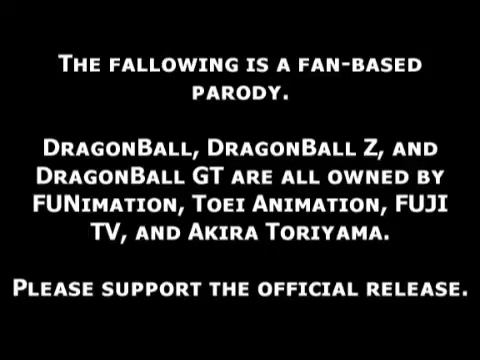 The fallowing is a fan-based
parody.
DragonBall, DragonBall Z, and
DragonBall GT are all owned by
FUNimation, Toei Animation, FUJI
TV, and Akira Toriyama.
Please support the official release.